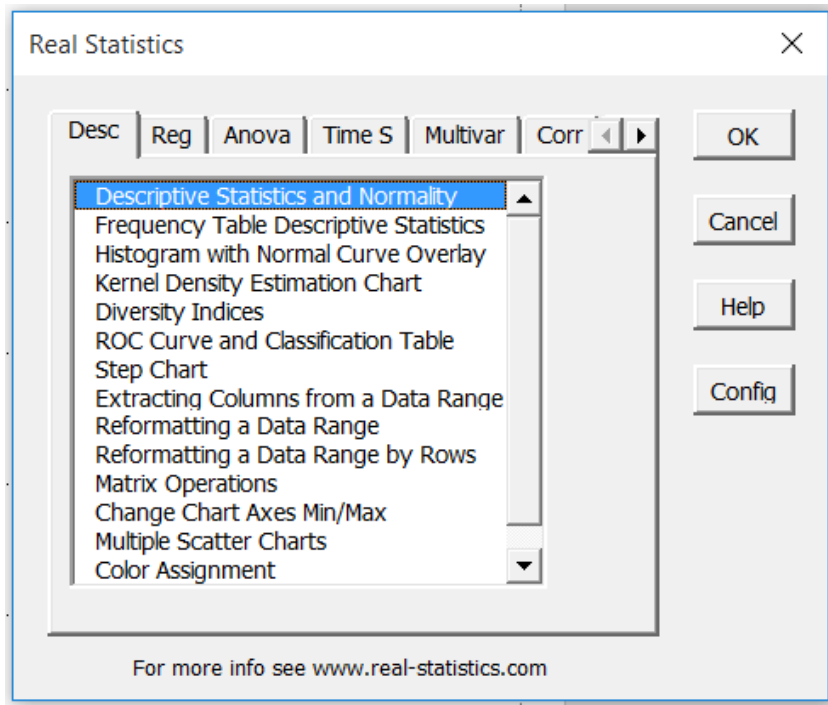 Real Statistics
Desc Reg Anova Time S Multivar Corr
Descriptive Statistics and Normality
Frequency Table Descriptive Statistics
Histogram with Normal Curve Overlay
Kernel Density Estimation Chart
Diversity Indices
ROC Curve and Classification Table
Step Chart
Extracting Columns from a Data Range
Reformatting a Data Range
Reformatting a Data Range by Rows
Matrix Operations
Change Chart Axes Min/Max
Multiple Scatter Charts
Color Assignment
OK
Cancel
Help
Config
For more info see www.real-statistics.com